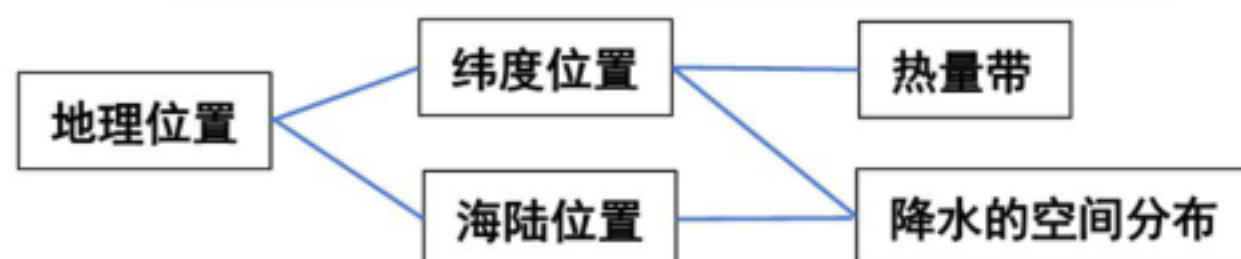 地理位置
纬度位置
热量带
海陆位置
降水的空间分布